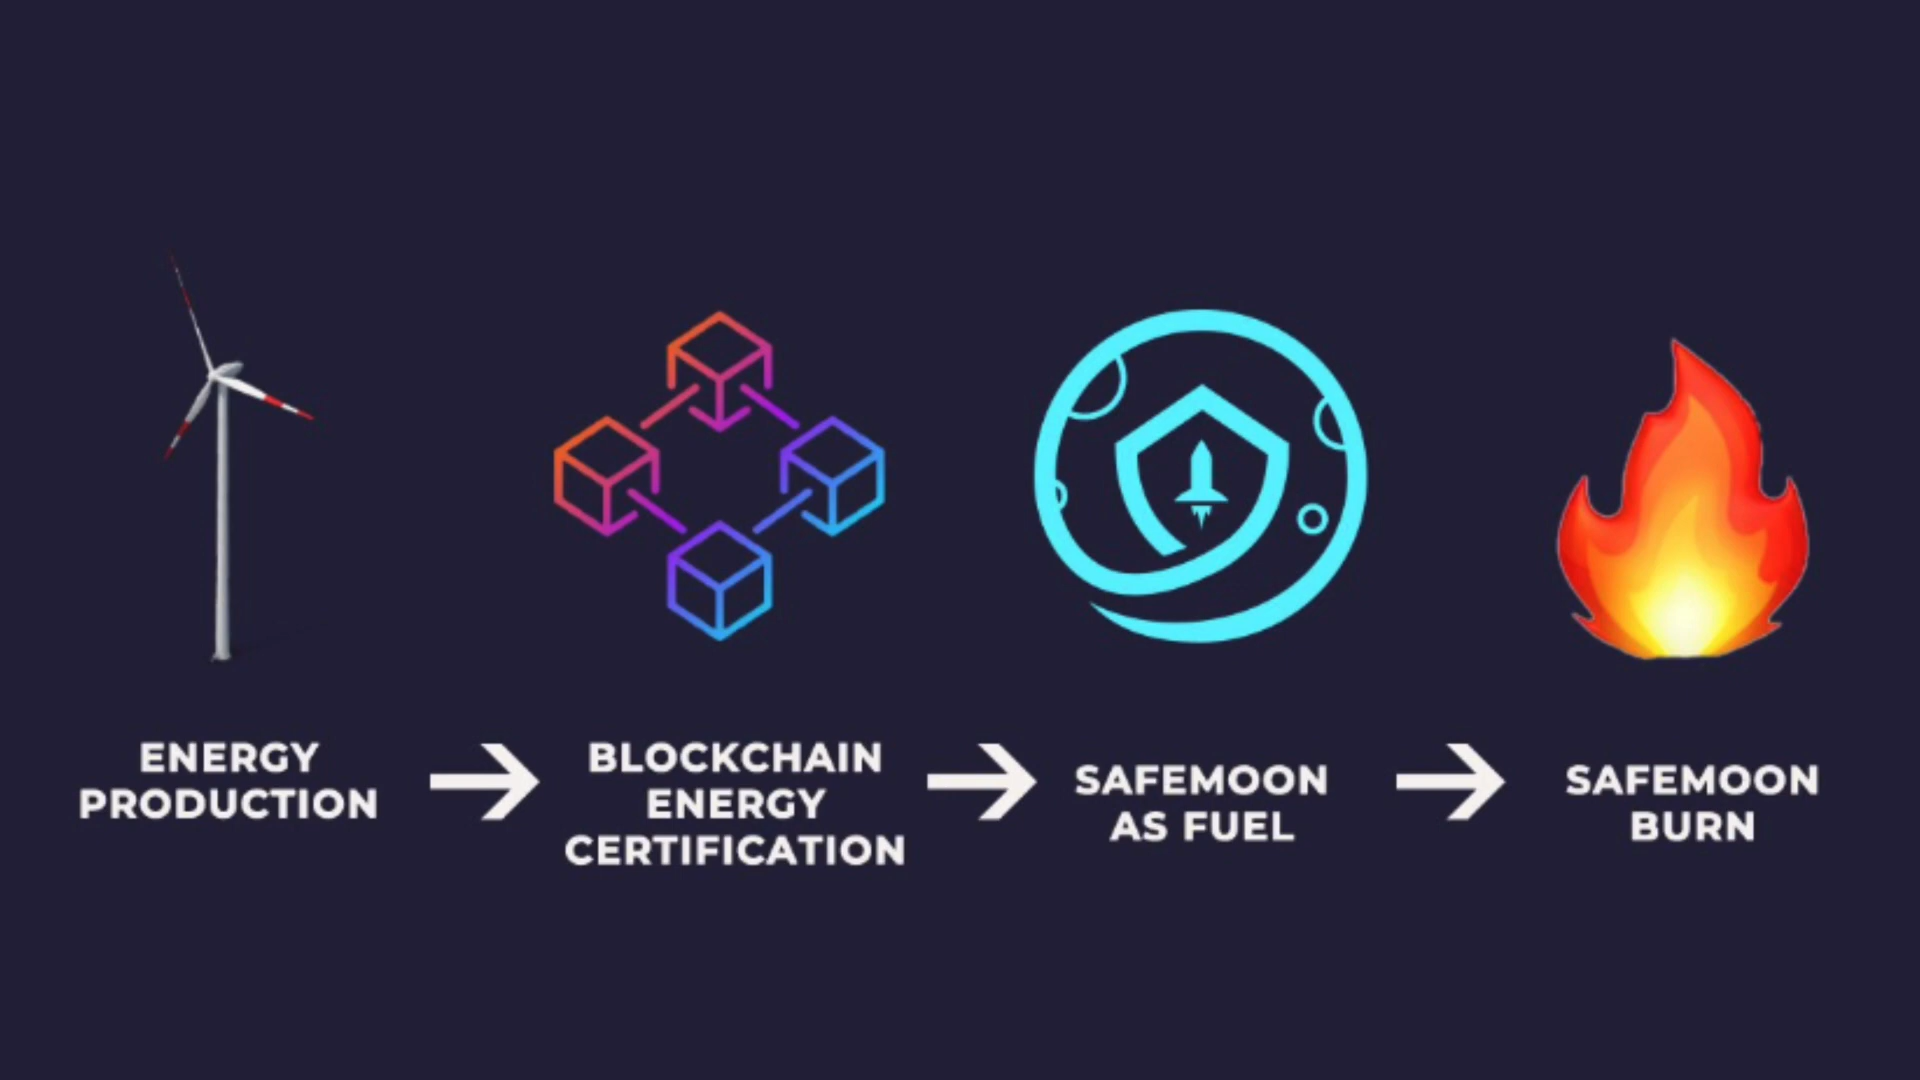 ENERGY
PRODUCTION
BLOCKCHAIN
ENERGY
CERTIFICATION
SAFEMOON
AS FUEL
SAFEMOON
BURN